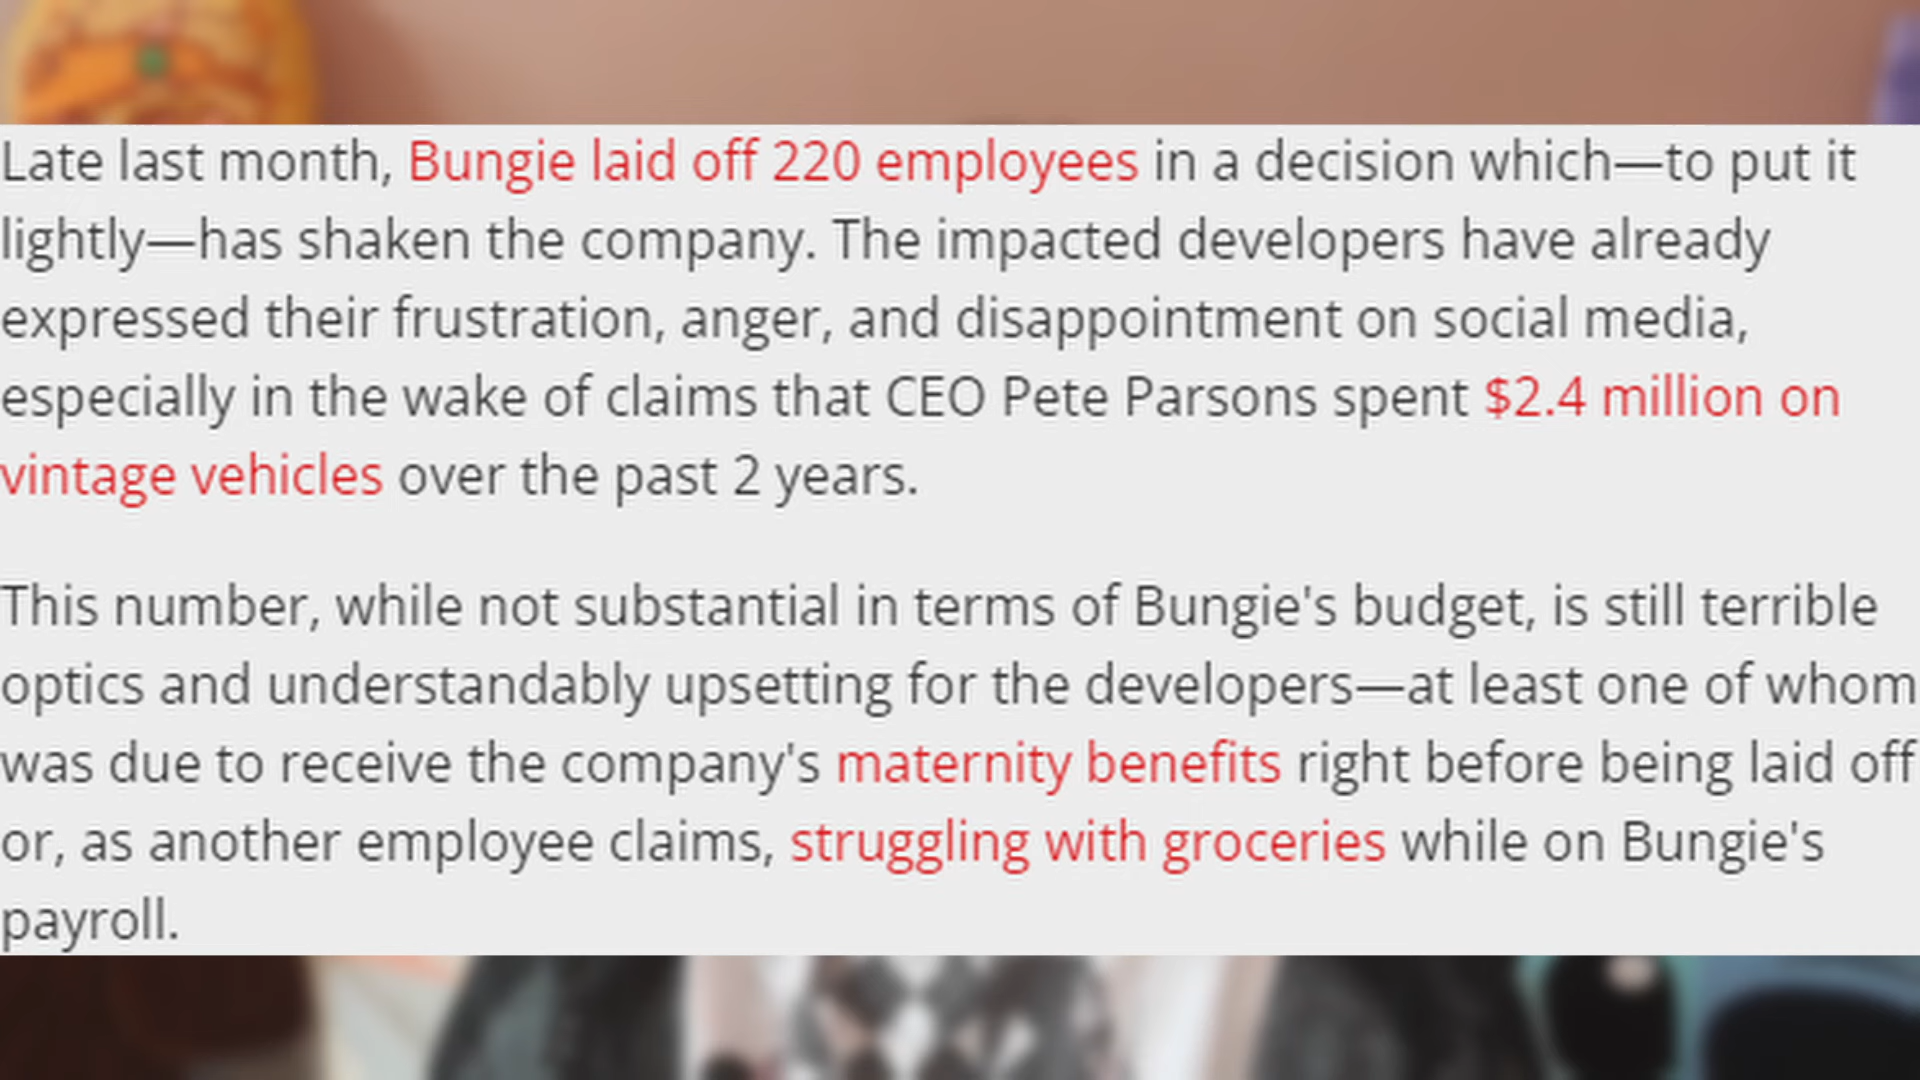 Late last month, Bungie laid off 220 employees in a decision which—to put it
lightly—has shaken the company. The impacted developers have already
expressed their frustration, anger, and disappointment on social media,
especially in the wake of claims that CEO Pete Parsons spent $2.4 million on
vintage vehicles over the past 2 years.
This number, while not substantial in terms of Bungie's budget, is still terrible
optics and understandably upsetting for the developers—at least one of whom
was due to receive the company's maternity benefits right before being laid off
or, as another employee claims, struggling with groceries while on Bungie's
payroll.